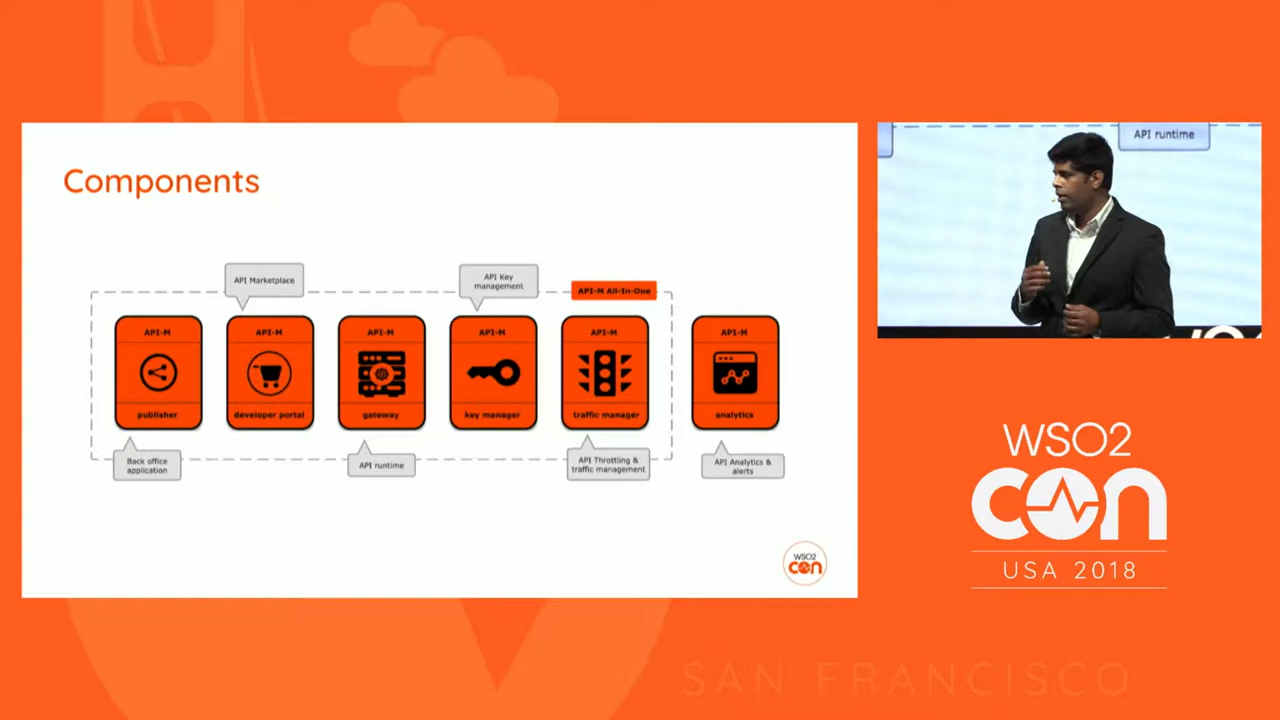 Components
API Marketplace
API Key
management
API-M All-In-One
API-M
API-M
API-M
API-M
API-M
API-M
publisher
developer portal
gateway
key manager
traffic manager
analytics
Back office
application
API runtime
API Throttling &
traffic management
API Analytics &
alerts
WSO2
con
API runtime
WSO2
con
USA 2018
SAN FRANCISCO